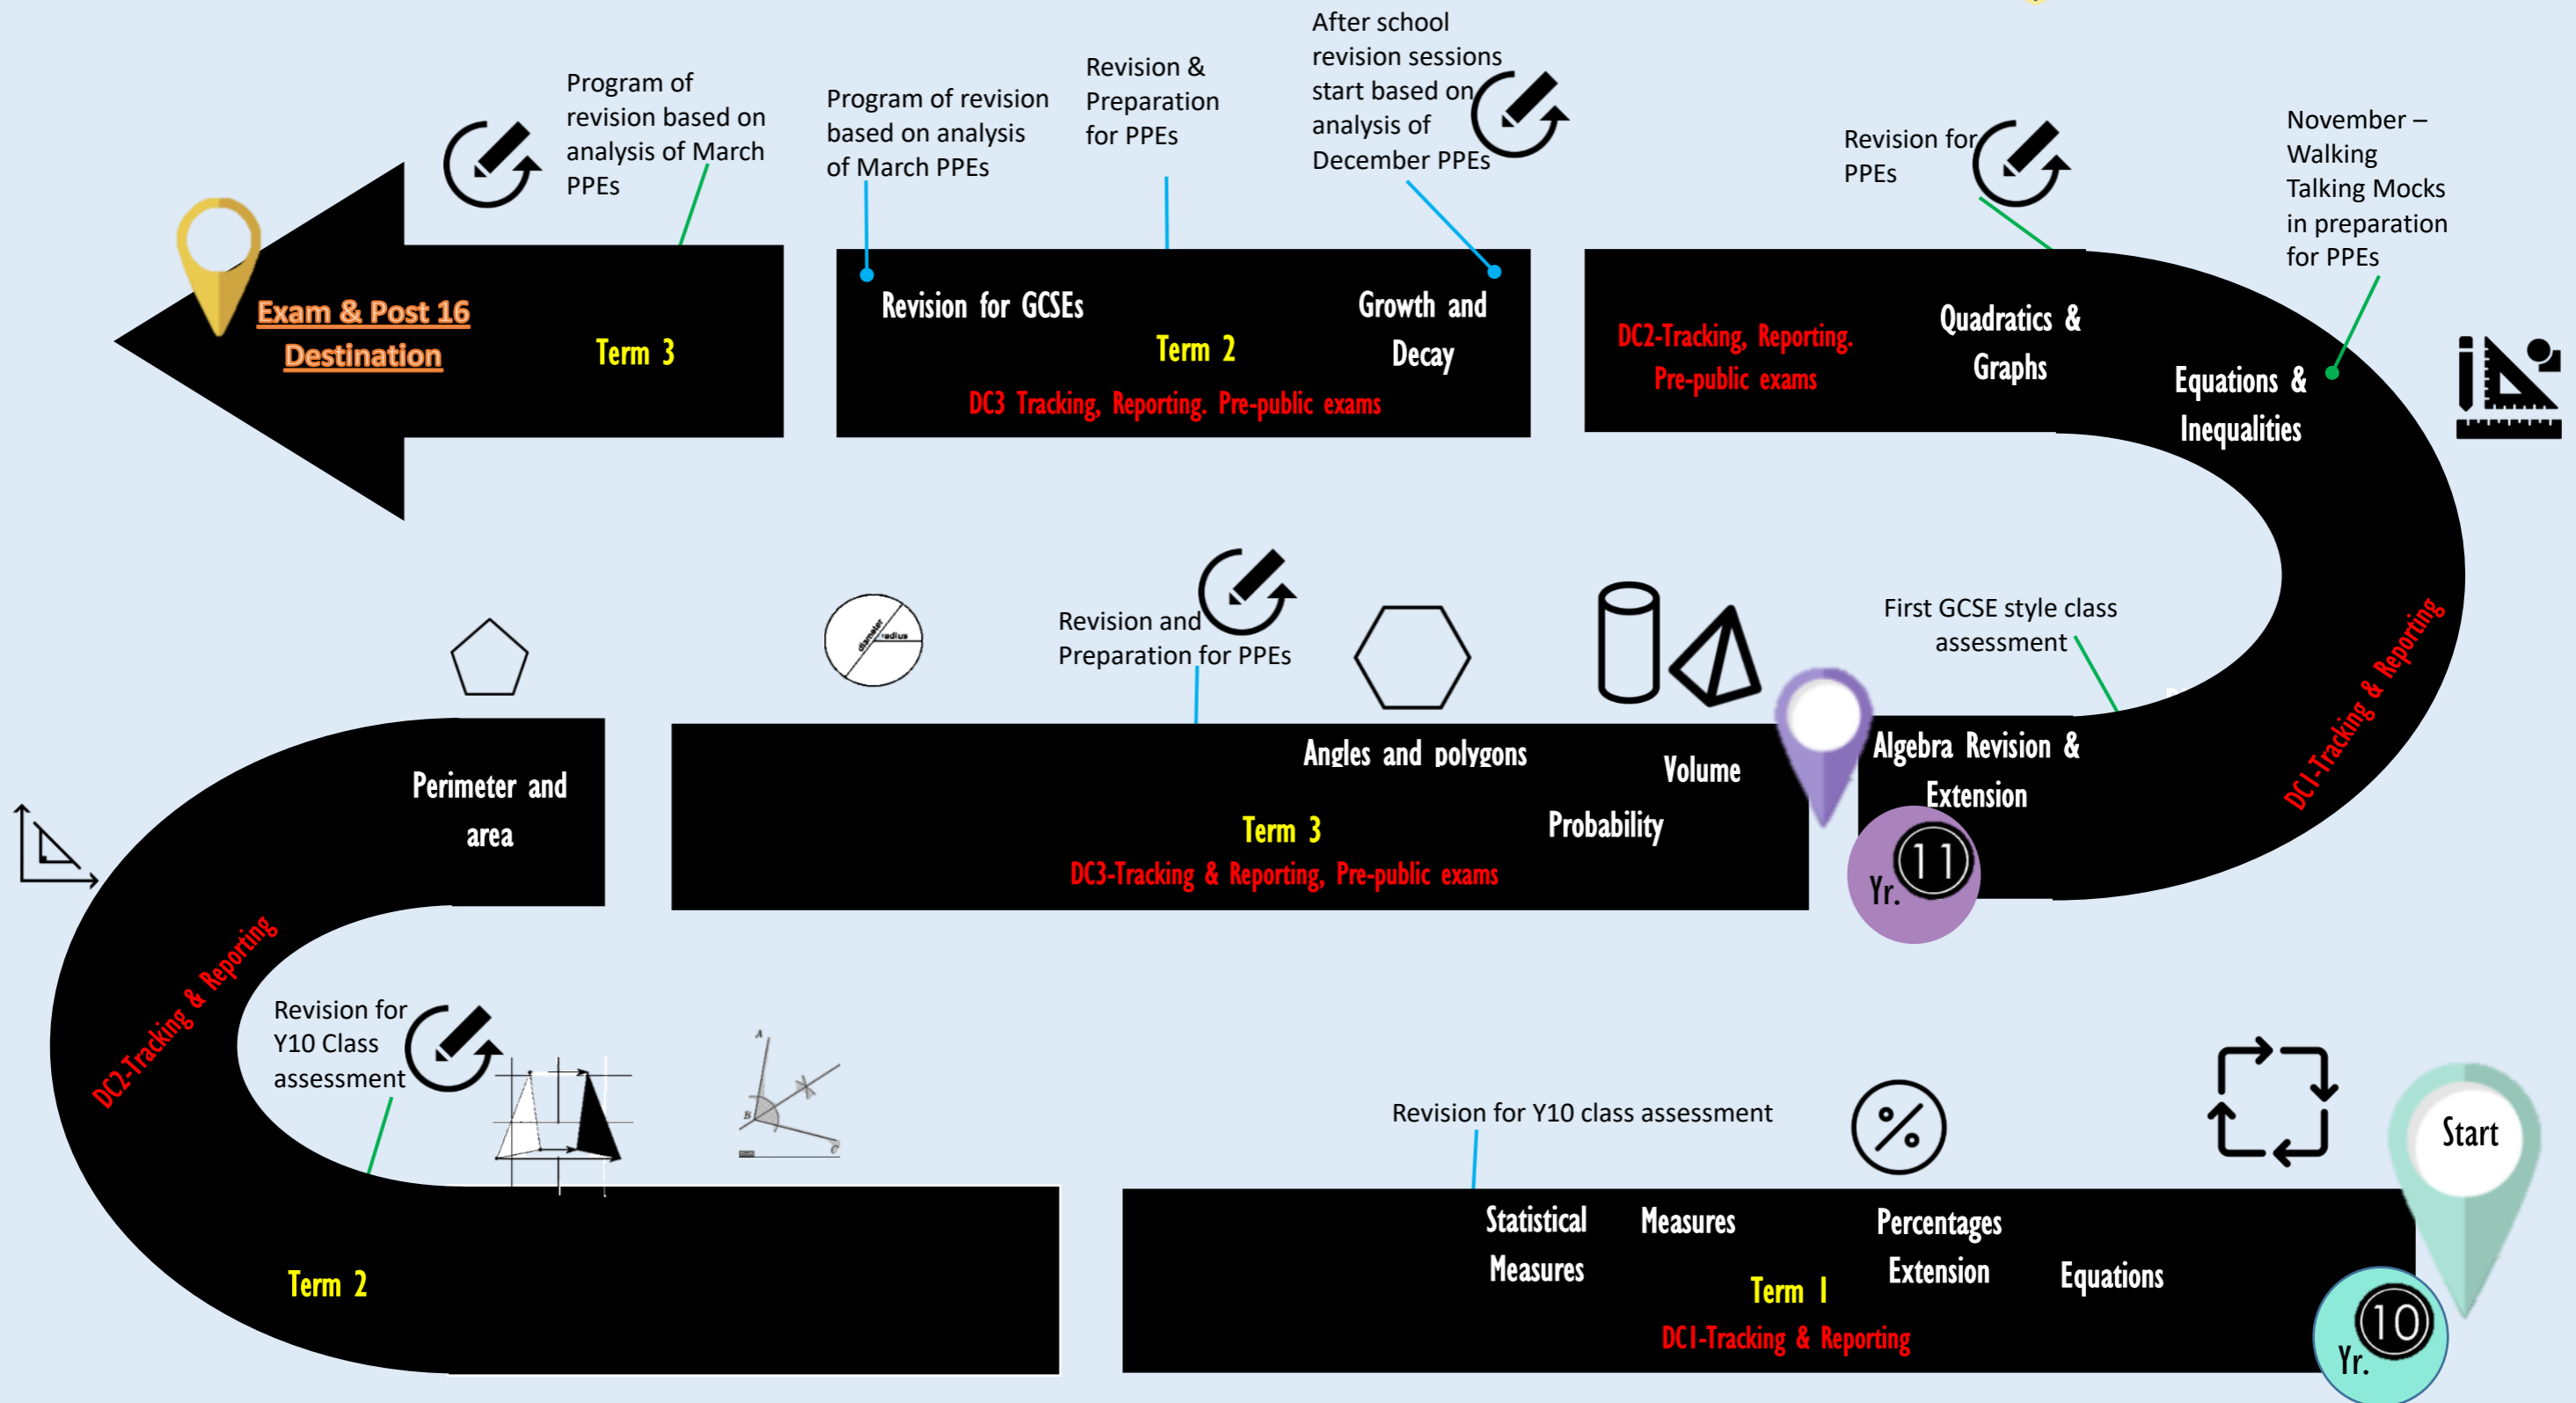 After school
revision sessions
start based on
analysis of
December PPEs
Revision &
Preparation
for PPEs
Program of
revision based on
analysis of March
PPEs
Program of revision
based on analysis
of March PPEs
Revision for
PPEs
November –
Walking
Talking Mocks
in preparation
for PPEs
Exam & Post 16
Destination
Term 3
Revision for GCSEs
Term 2
Growth and
Decay
DC3 Tracking, Reporting. Pre-public exams
DC2-Tracking, Reporting.
Pre-public exams
Quadratics &
Graphs
Equations &
Inequalities
DC1-Tracking & Reporting
First GCSE style class
assessment
Revision and
Preparation for PPEs
diameter
radius
Perimeter and
area
Angles and polygons
Volume
Term 3
Probability
DC3-Tracking & Reporting, Pre-public exams
Algebra Revision &
Extension
Yr. 11
DC2-Tracking & Reporting
Revision for
Y10 Class
assessment
A
B
C
Revision for Y10 class assessment
%
Start
Term 2
Statistical
Measures
Measures
Percentages
Extension
Equations
Term 1
DC1-Tracking & Reporting
Yr. 10